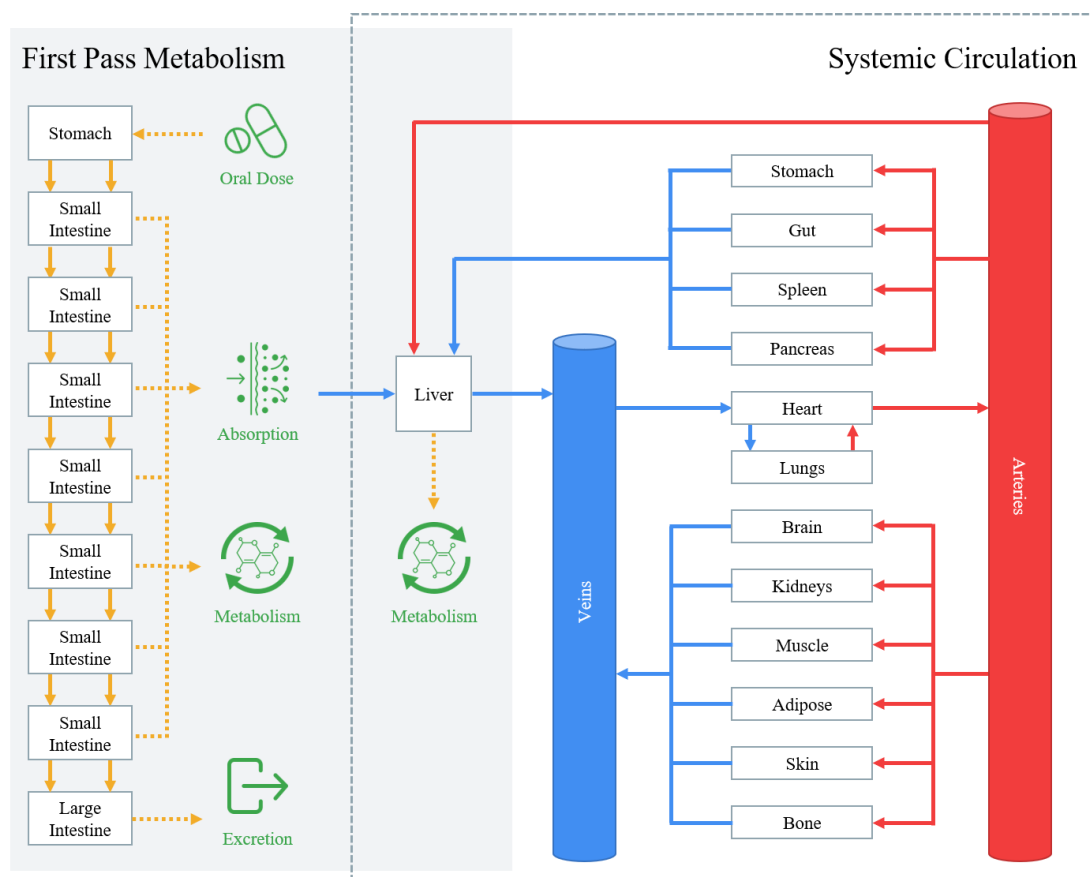 First Pass Metabolism
Systemic Circulation
Stomach
Oral Dose
Small
Intestine
Small
Intestine
Small
Intestine
Small
Intestine
Small
Intestine
Small
Intestine
Small
Intestine
Large
Intestine
Absorption
Metabolism
Excretion
Liver
Metabolism
Veins
Stomach
Gut
Spleen
Pancreas
Heart
Lungs
Brain
Kidneys
Muscle
Adipose
Skin
Bone
Arteries